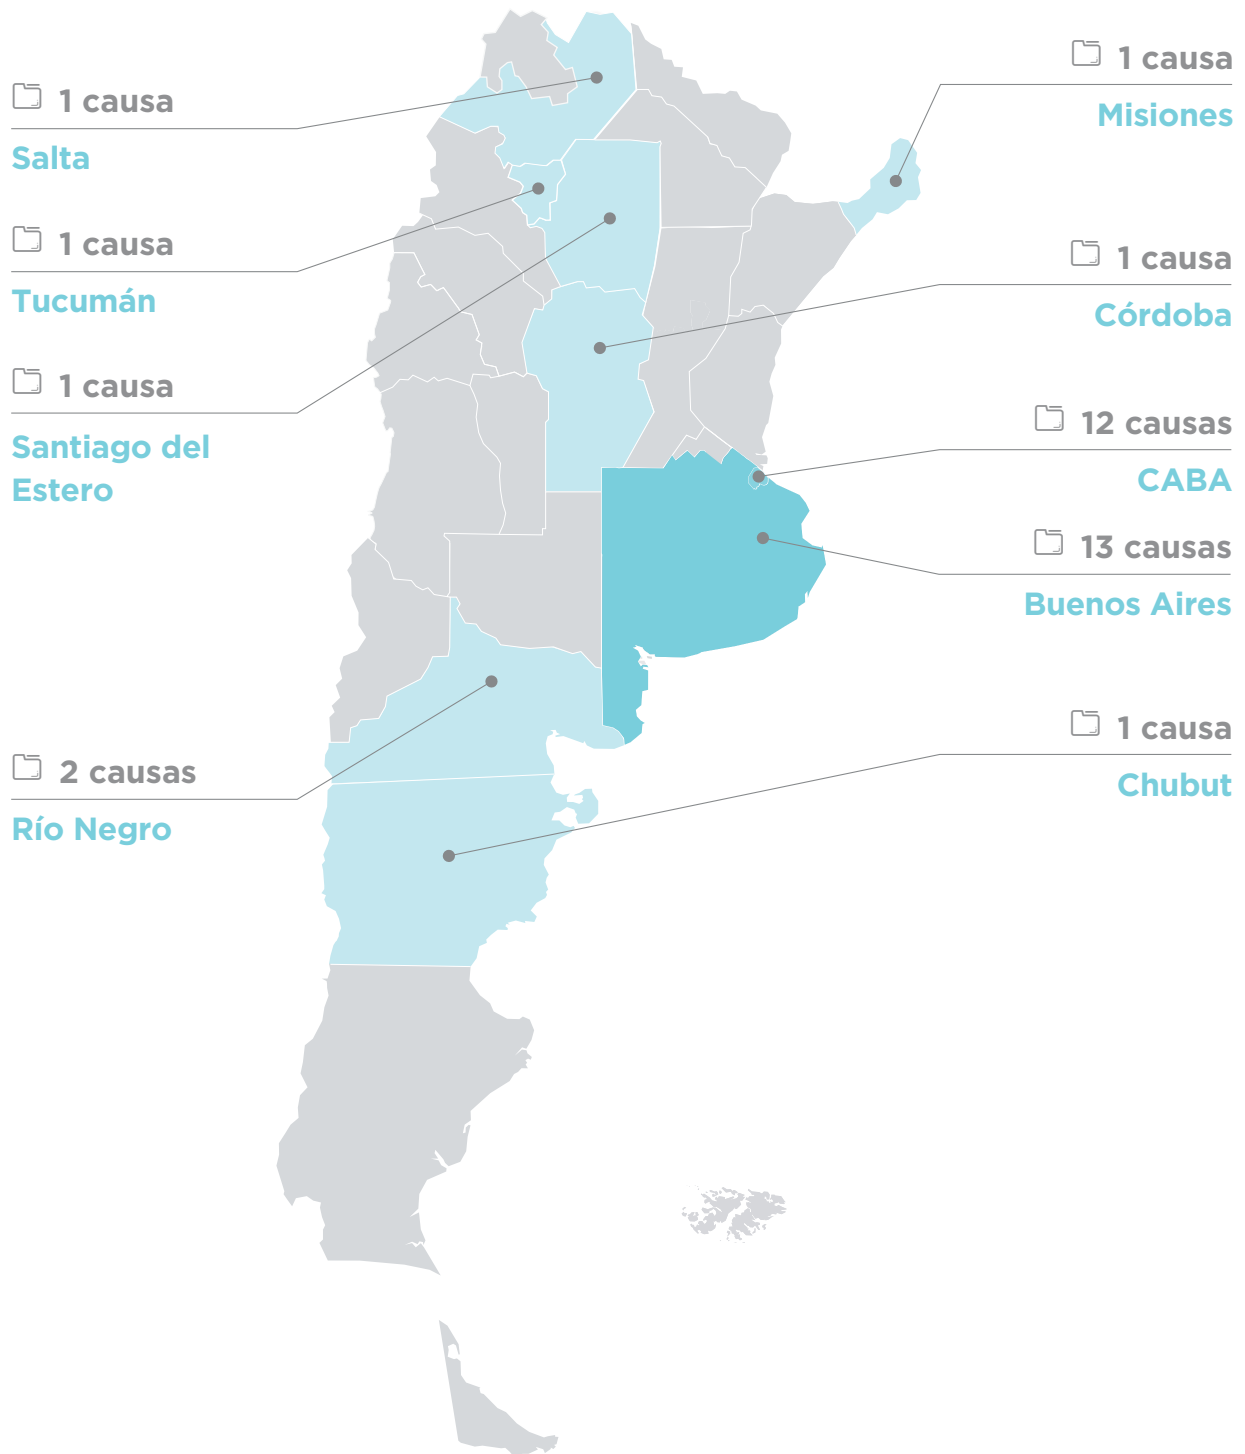 1 causa
Salta
1 causa
Tucumán
1 causa
Santiago del
Estero
2 causas
Río Negro
1 causa
Misiones
1 causa
Córdoba
12 causas
CABA
13 causas
Buenos Aires
1 causa
Chubut